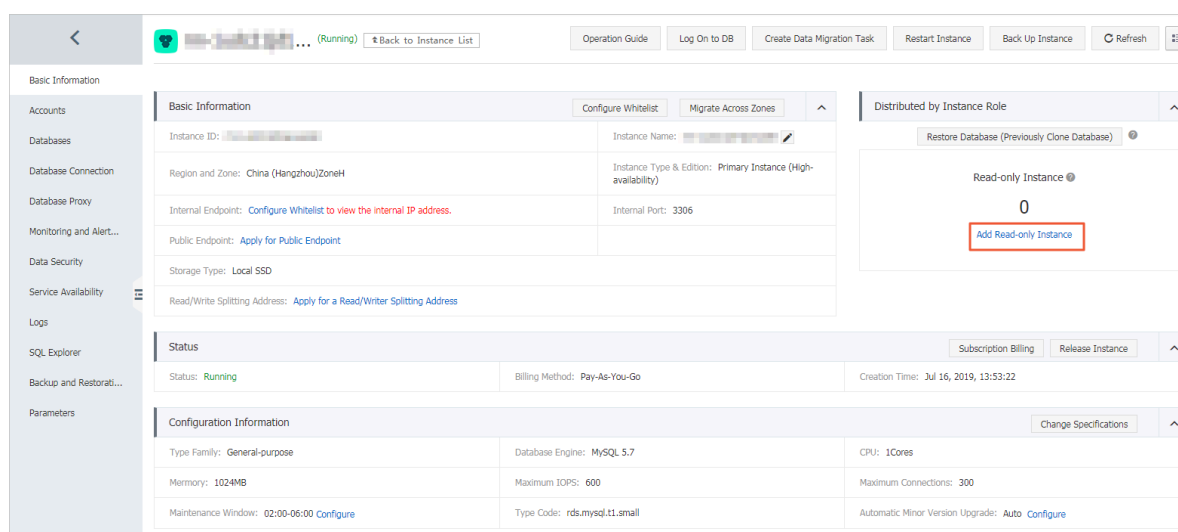 ... (Running) Back to Instance List Operation Guide Log On to DB Create Data Migration Task Restart Instance Back Up Instance Refresh
Basic Information
Accounts
Databases
Database Connection
Database Proxy
Monitoring and Alert...
Data Security
Service Availability
Logs
SQL Explorer
Backup and Restorati...
Parameters
Basic Information Configure Whitelist Migrate Across Zones
Instance ID: Instance Name:
Region and Zone: China (Hangzhou)ZoneH Instance Type & Edition: Primary Instance (High-
availability)
Internal Endpoint: Configure Whitelist to view the internal IP address. Internal Port: 3306
Public Endpoint: Apply for Public Endpoint
Storage Type: Local SSD
Read/Write Splitting Address: Apply for a Read/Writer Splitting Address
Distributed by Instance Role
Restore Database (Previously Clone Database)
Read-only Instance
0
Add Read-only Instance
Status Subscription Billing Release Instance
Status: Running Billing Method: Pay-As-You-Go Creation Time: Jul 16, 2019, 13:53:22
Configuration Information Change Specifications
Type Family: General-purpose Database Engine: MySQL 5.7 CPU: 1Cores
Mermory: 1024MB Maximum IOPS: 600 Maximum Connections: 300
Maintenance Window: 02:00-06:00 Configure Type Code: rds.mysql.t1.small Automatic Minor Version Upgrade: Auto Configure